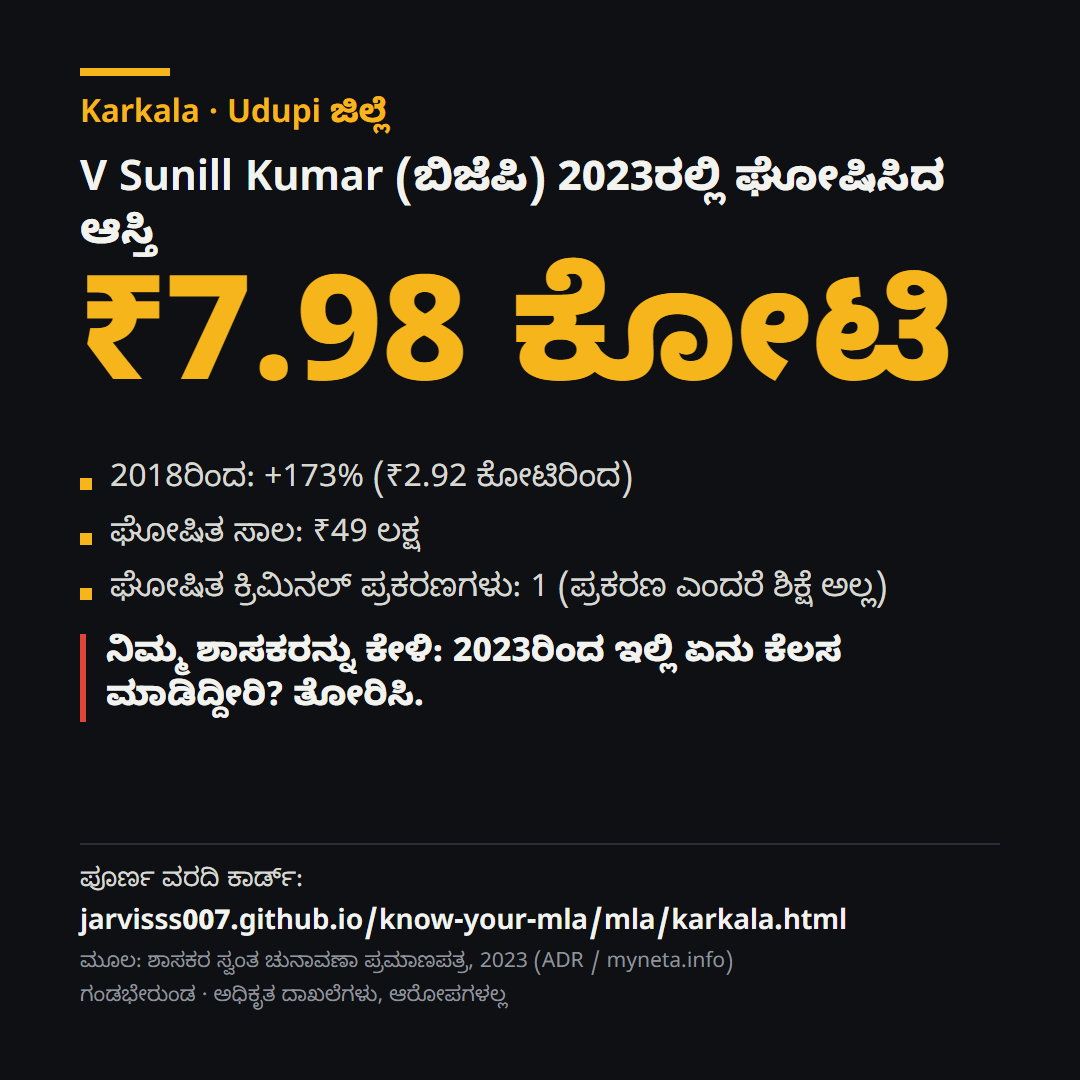 Karkala · Udupi ಜಿಲ್ಲೆ
V Sunill Kumar (ಬಿಜೆಪಿ) 2023ರಲ್ಲಿ ಘೋಷಿಸಿದ
ಆಸ್ತಿ
₹7.98 ಕೋಟಿ
2018ರಿಂದ: +173% (₹2.92 ಕೋಟಿರಿಂದ)
ಘೋಷಿತ ಸಾಲ: ₹49 ಲಕ್ಷ
ಘೋಷಿತ ಕ್ರಿಮಿನಲ್ ಪ್ರಕರಣಗಳು: 1 (ಪ್ರಕರಣ ಎಂದರೆ ಶಿಕ್ಷೆ ಅಲ್ಲ)
ನಿಮ್ಮ ಶಾಸಕರನ್ನು ಕೇಳಿ: 2023ರಿಂದ ಇಲ್ಲಿ ಏನು ಕೆಲಸ
ಮಾಡಿದ್ದೀರಿ? ತೋರಿಸಿ.
ಪೂರ್ಣ ವರದಿ ಕಾರ್ಡ್:
jarvisss007.github.io/know-your-mla/mla/karkala.html
ಮೂಲ: ಶಾಸಕರ ಸ್ವಂತ ಚುನಾವಣಾ ಪ್ರಮಾಣಪತ್ರ, 2023 (ADR / myneta.info)
ಗಂಡಭೇರುಂಡ · ಅಧಿಕೃತ ದಾಖಲೆಗಳು, ಆರೋಪಗಳಲ್ಲ